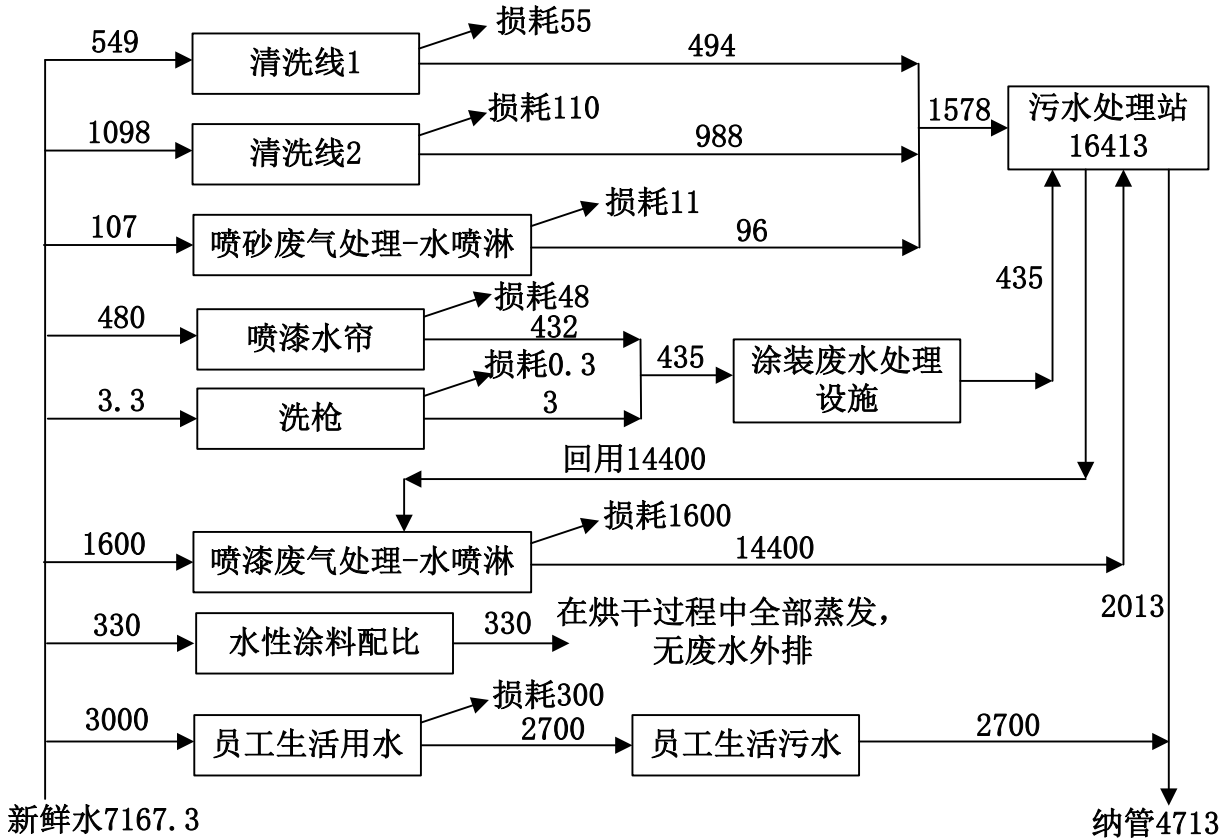 549
清洗线1
损耗55
494
1098
清洗线2
损耗110
988
1578
污水处理站
16413
107
喷砂废气处理-水喷淋
损耗11
96
480
喷漆水帘
损耗48
432
435
3.3
洗枪
损耗0.3
3
435
涂装废水处理
设施
回用14400
1600
喷漆废气处理-水喷淋
损耗1600
14400
330
水性涂料配比
330
在烘干过程中全部蒸发，
无废水外排
2013
3000
员工生活用水
损耗300
2700
员工生活污水
2700
新鲜水7167.3
纳管4713